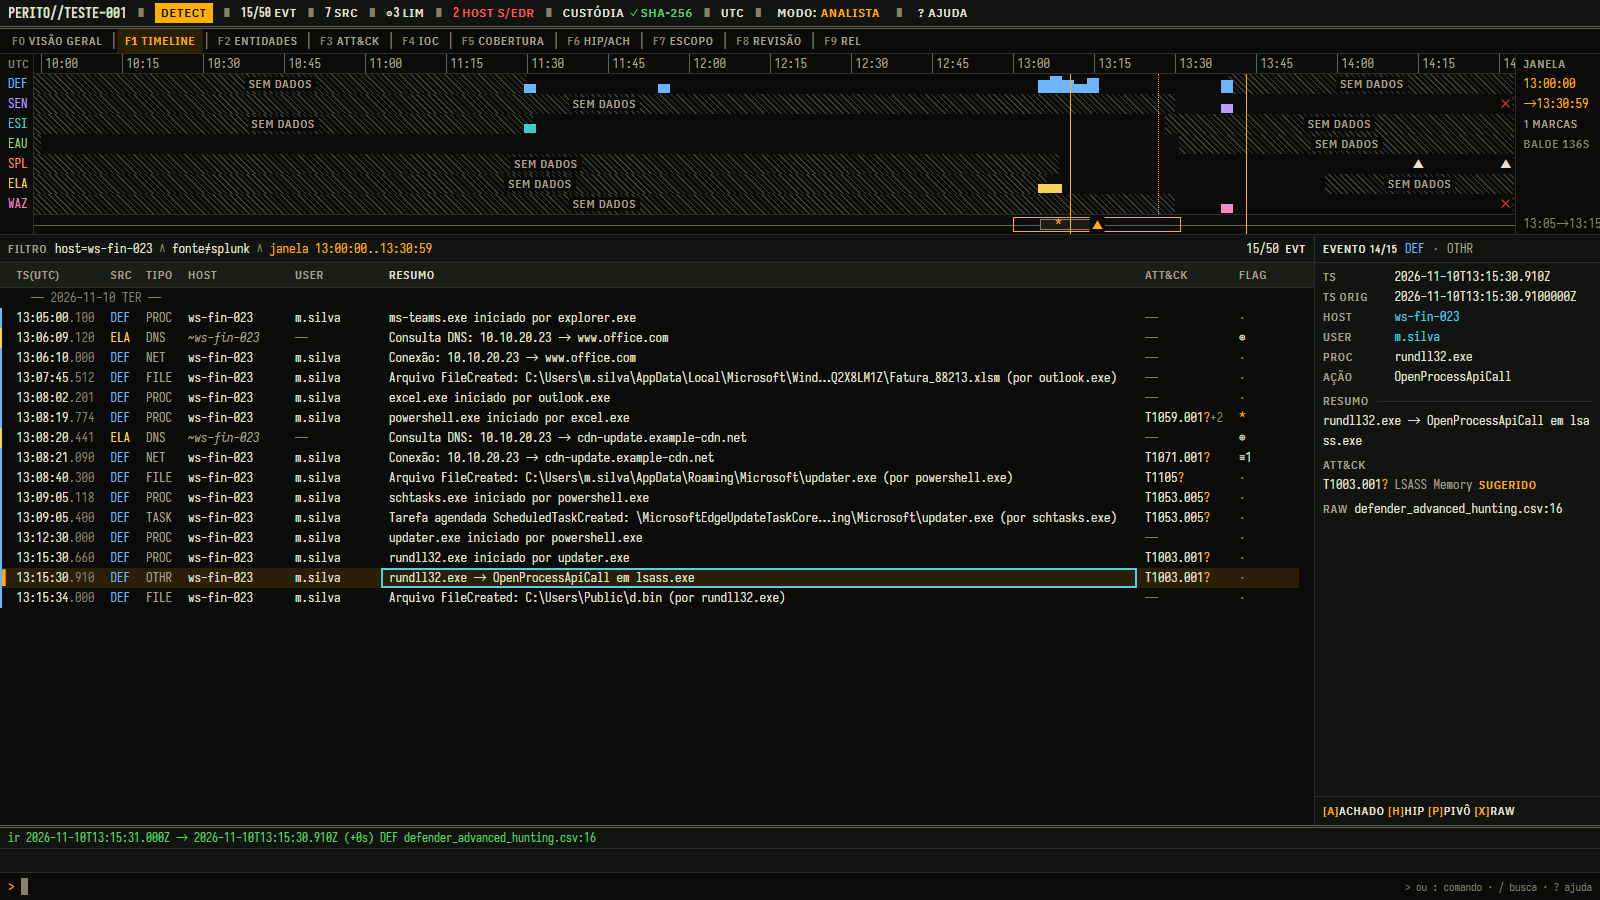 PERITO//TESTE-001 DETECT 15/50 EVT 7 SRC ⊘3 LIM 2 HOST S/EDR CUSTÓDIA ✓SHA-256 UTC MODO: ANALISTA ? AJUDA
F0 VISÃO GERAL F1 TIMELINE F2 ENTIDADES F3 ATT&CK F4 IOC F5 COBERTURA F6 HIP/ACH F7 ESCOPO F8 REVISÃO F9 REL
UTC 10:00 10:15 10:30 10:45 11:00 11:15 11:30 11:45 12:00 12:15 12:30 12:45 13:00 13:15 13:30 13:45 14:00 14:15 14 JANELA
DEF SEM DADOS SEM DADOS 13:00:00
SEN SEM DADOS →13:30:59
ESI SEM DADOS SEM DADOS 1 MARCAS
EAU SEM DADOS BALDE 136S
SPL SEM DADOS
ELA SEM DADOS SEM DADOS
WAZ SEM DADOS
13:05→13:15
FILTRO host=ws-fin-023 ∧ fonte≠splunk ∧ janela 13:00:00..13:30:59 15/50 EVT
TS(UTC) SRC TIPO HOST USER RESUMO ATT&CK FLAG
—— 2026-11-10 TER ——
13:05:00.100 DEF PROC ws-fin-023 m.silva ms-teams.exe iniciado por explorer.exe —— ·
13:06:09.120 ELA DNS ~ws-fin-023 —— Consulta DNS: 10.10.20.23 → www.office.com —— ⊕
13:06:10.000 DEF NET ws-fin-023 m.silva Conexão: 10.10.20.23 → www.office.com —— ·
13:07:45.512 DEF FILE ws-fin-023 m.silva Arquivo FileCreated: C:\Users\m.silva\AppData\Local\Microsoft\Wind…Q2X8LM1Z\Fatura_88213.xlsm (por outlook.exe) —— ·
13:08:02.201 DEF PROC ws-fin-023 m.silva excel.exe iniciado por outlook.exe —— ·
13:08:19.774 DEF PROC ws-fin-023 m.silva powershell.exe iniciado por excel.exe T1059.001?+2 *
13:08:20.441 ELA DNS ~ws-fin-023 —— Consulta DNS: 10.10.20.23 → cdn-update.example-cdn.net —— ⊕
13:08:21.090 DEF NET ws-fin-023 m.silva Conexão: 10.10.20.23 → cdn-update.example-cdn.net T1071.001? ≡1
13:08:40.300 DEF FILE ws-fin-023 m.silva Arquivo FileCreated: C:\Users\m.silva\AppData\Roaming\Microsoft\updater.exe (por powershell.exe) T1105? ·
13:09:05.118 DEF PROC ws-fin-023 m.silva schtasks.exe iniciado por powershell.exe T1053.005? ·
13:09:05.400 DEF TASK ws-fin-023 m.silva Tarefa agendada ScheduledTaskCreated: \MicrosoftEdgeUpdateTaskCore…ing\Microsoft\updater.exe (por schtasks.exe) T1053.005? ·
13:12:30.000 DEF PROC ws-fin-023 m.silva updater.exe iniciado por powershell.exe —— ·
13:15:30.660 DEF PROC ws-fin-023 m.silva rundll32.exe iniciado por updater.exe T1003.001? ·
13:15:30.910 DEF OTHR ws-fin-023 m.silva rundll32.exe → OpenProcessApiCall em lsass.exe T1003.001? ·
13:15:34.000 DEF FILE ws-fin-023 m.silva Arquivo FileCreated: C:\Users\Public\d.bin (por rundll32.exe) —— ·
EVENTO 14/15 DEF · OTHR
TS 2026-11-10T13:15:30.910Z
TS ORIG 2026-11-10T13:15:30.9100000Z
HOST ws-fin-023
USER m.silva
PROC rundll32.exe
AÇÃO OpenProcessApiCall
RESUMO
rundll32.exe → OpenProcessApiCall em lsa
ss.exe
ATT&CK
T1003.001? LSASS Memory SUGERIDO
RAW defender_advanced_hunting.csv:16
[A]ACHADO [H]HIP [P]PIVÔ [X]RAW
ir 2026-11-10T13:15:31.000Z → 2026-11-10T13:15:30.910Z (+0s) DEF defender_advanced_hunting.csv:16
>
> ou : comando · / busca · ? ajuda